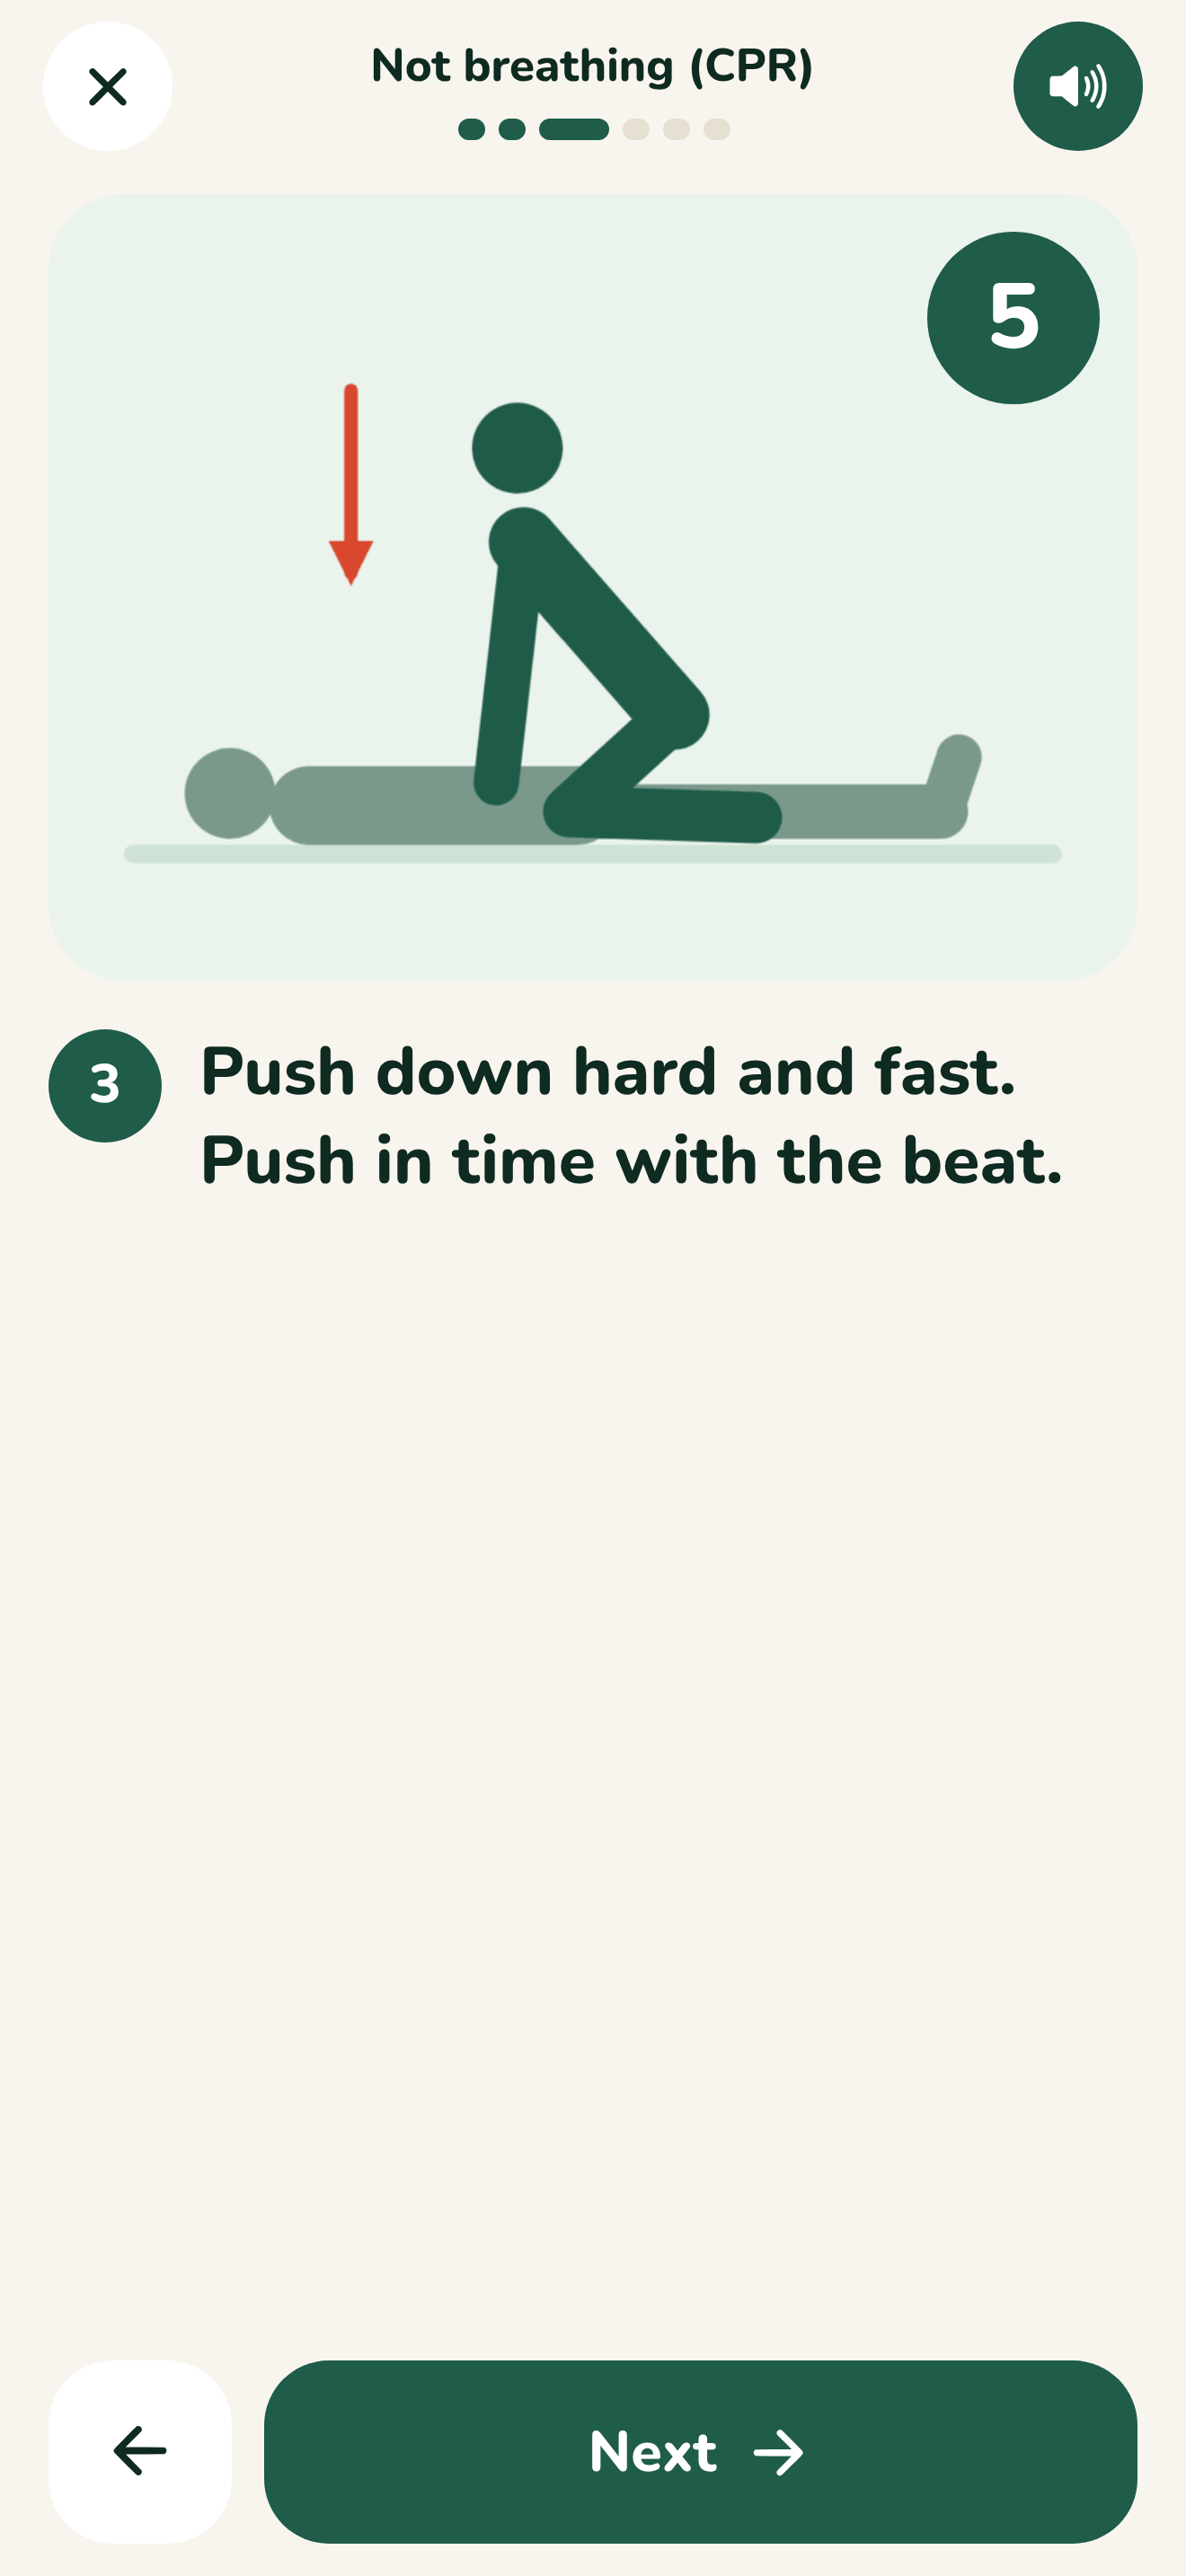 Not breathing (CPR)
5
3
Push down hard and fast.
Push in time with the beat.
Next